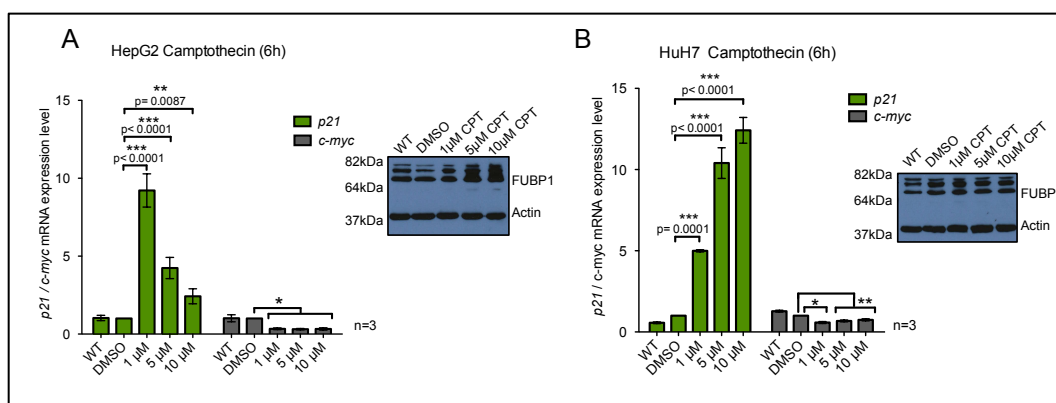 A
HepG2 Camptothecin (6h)
p21 / c-myc mRNA expression level
15
10
5
0
**
p= 0.0087
***
p< 0.0001
***
p< 0.0001
*
WT
DMSO
1 µM
5 µM
10 µM
WT
DMSO
1 µM
5 µM
10 µM
n=3
p21
c-myc
WT
DMSO
1µM CPT
5µM CPT
10µM CPT
82kDa
64kDa
37kDa
FUBP1
Actin
B
HuH7 Camptothecin (6h)
p21 / c-myc mRNA expression level
15
10
5
0
***
p< 0.0001
***
p< 0.0001
***
p= 0.0001
*
**
WT
DMSO
1 µM
5 µM
10 µM
WT
DMSO
1 µM
5 µM
10 µM
n=3
p21
c-myc
WT
DMSO
1µM CPT
5µM CPT
10µM CPT
82kDa
64kDa
37kDa
FUBP
Actin